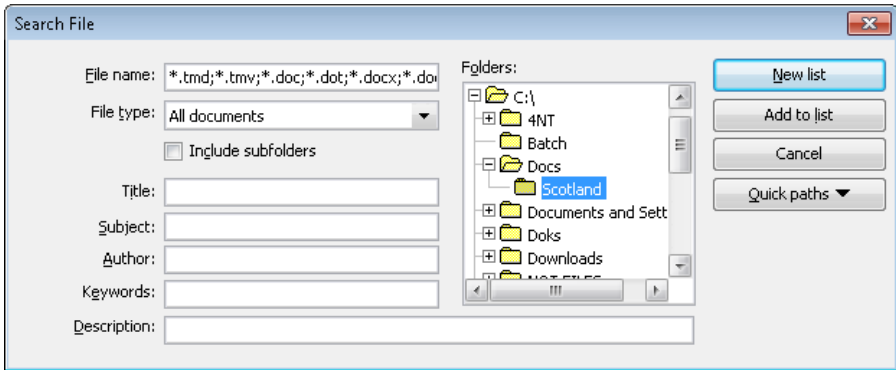 Search File
File name:
*.tmd;*.tmv;*.doc;*.dot;*.docx;*.do
File type:
All documents
Include subfolders
Title:
Subject:
Author:
Keywords:
Description:
Folders:
C:\
4NT
Batch
Docs
Scotland
Documents and Sett
Doks
Downloads
New list
Add to list
Cancel
Quick paths